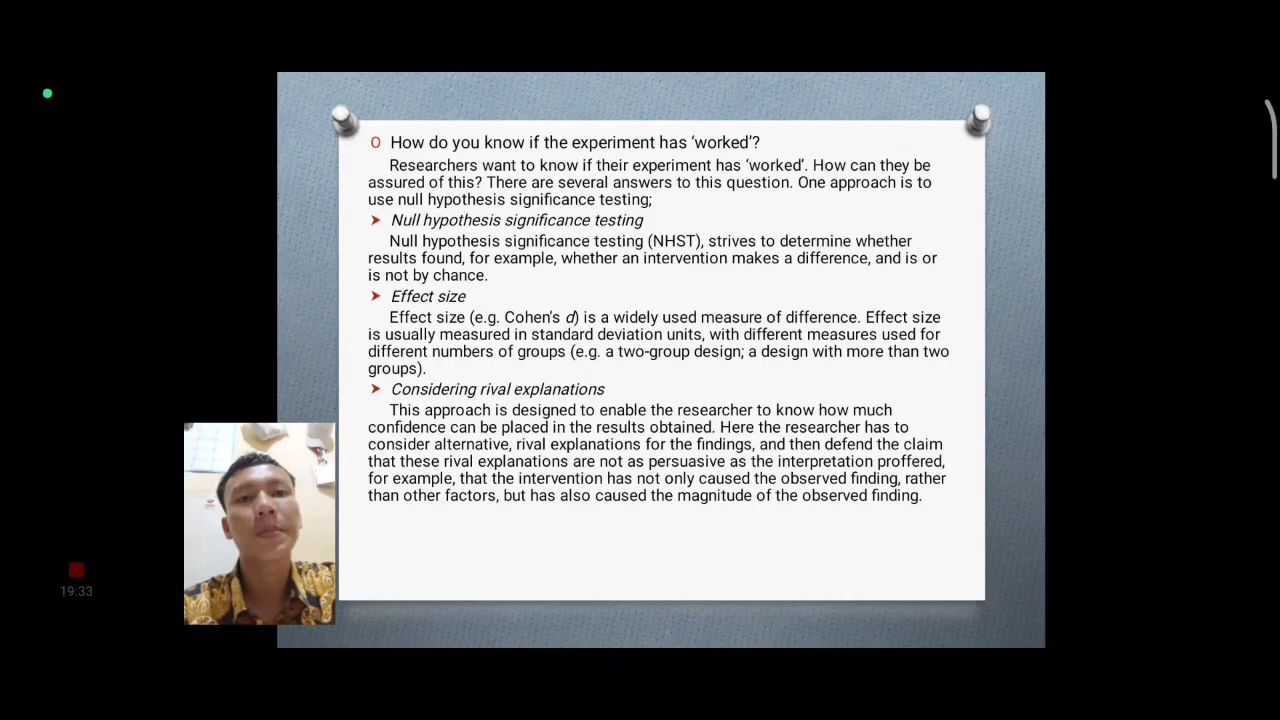 O How do you know if the experiment has ‘worked’?
Researchers want to know if their experiment has ‘worked’. How can they be
assured of this? There are several answers to this question. One approach is to
use null hypothesis significance testing;
➤ Null hypothesis significance testing
Null hypothesis significance testing (NHST), strives to determine whether
results found, for example, whether an intervention makes a difference, and is or
is not by chance.
➤ Effect size
Effect size (e.g. Cohen’s d) is a widely used measure of difference. Effect size
is usually measured in standard deviation units, with different measures used for
different numbers of groups (e.g. a two-group design; a design with more than two
groups).
➤ Considering rival explanations
This approach is designed to enable the researcher to know how much
confidence can be placed in the results obtained. Here the researcher has to
consider alternative, rival explanations for the findings, and then defend the claim
that these rival explanations are not as persuasive as the interpretation proffered,
for example, that the intervention has not only caused the observed finding, rather
than other factors, but has also caused the magnitude of the observed finding.
19:33